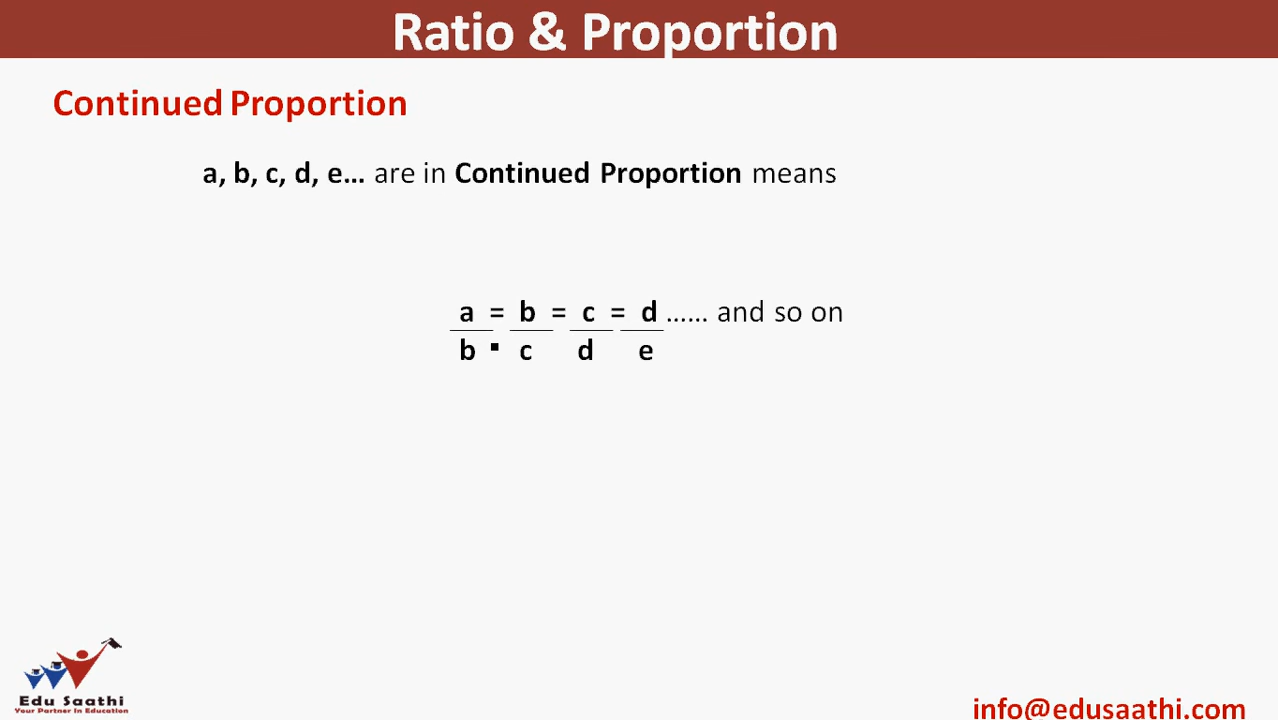 Ratio & Proportion
Continued Proportion
a, b, c, d, e... are in Continued Proportion means
a = b = c = d ...... and so on
b c d e
Edu Saathi
Your Partner In Education
info@edusaathi.com